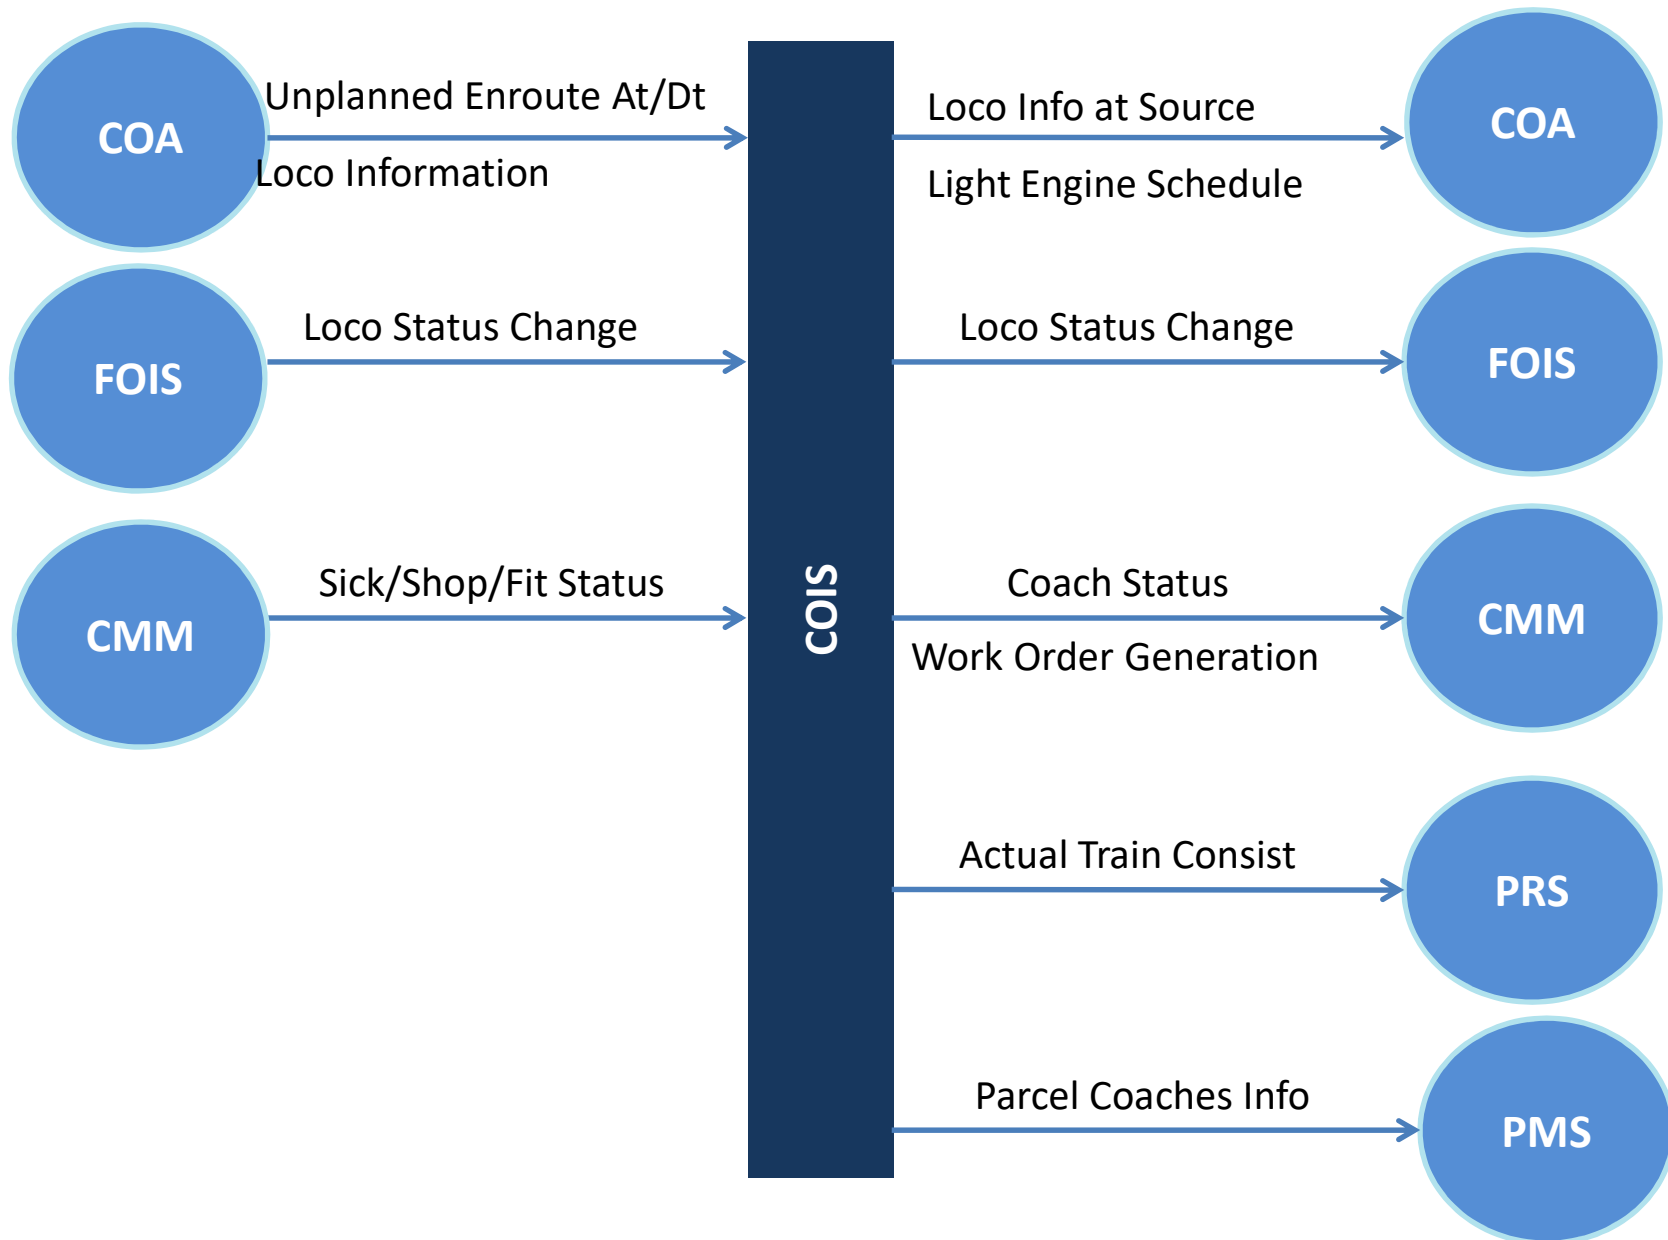 COA
Unplanned Enroute At/Dt
Loco Information
FOIS
Loco Status Change
CMM
Sick/Shop/Fit Status
COIS
Loco Info at Source
Light Engine Schedule
COA
Loco Status Change
FOIS
Coach Status
Work Order Generation
CMM
Actual Train Consist
PRS
Parcel Coaches Info
PMS